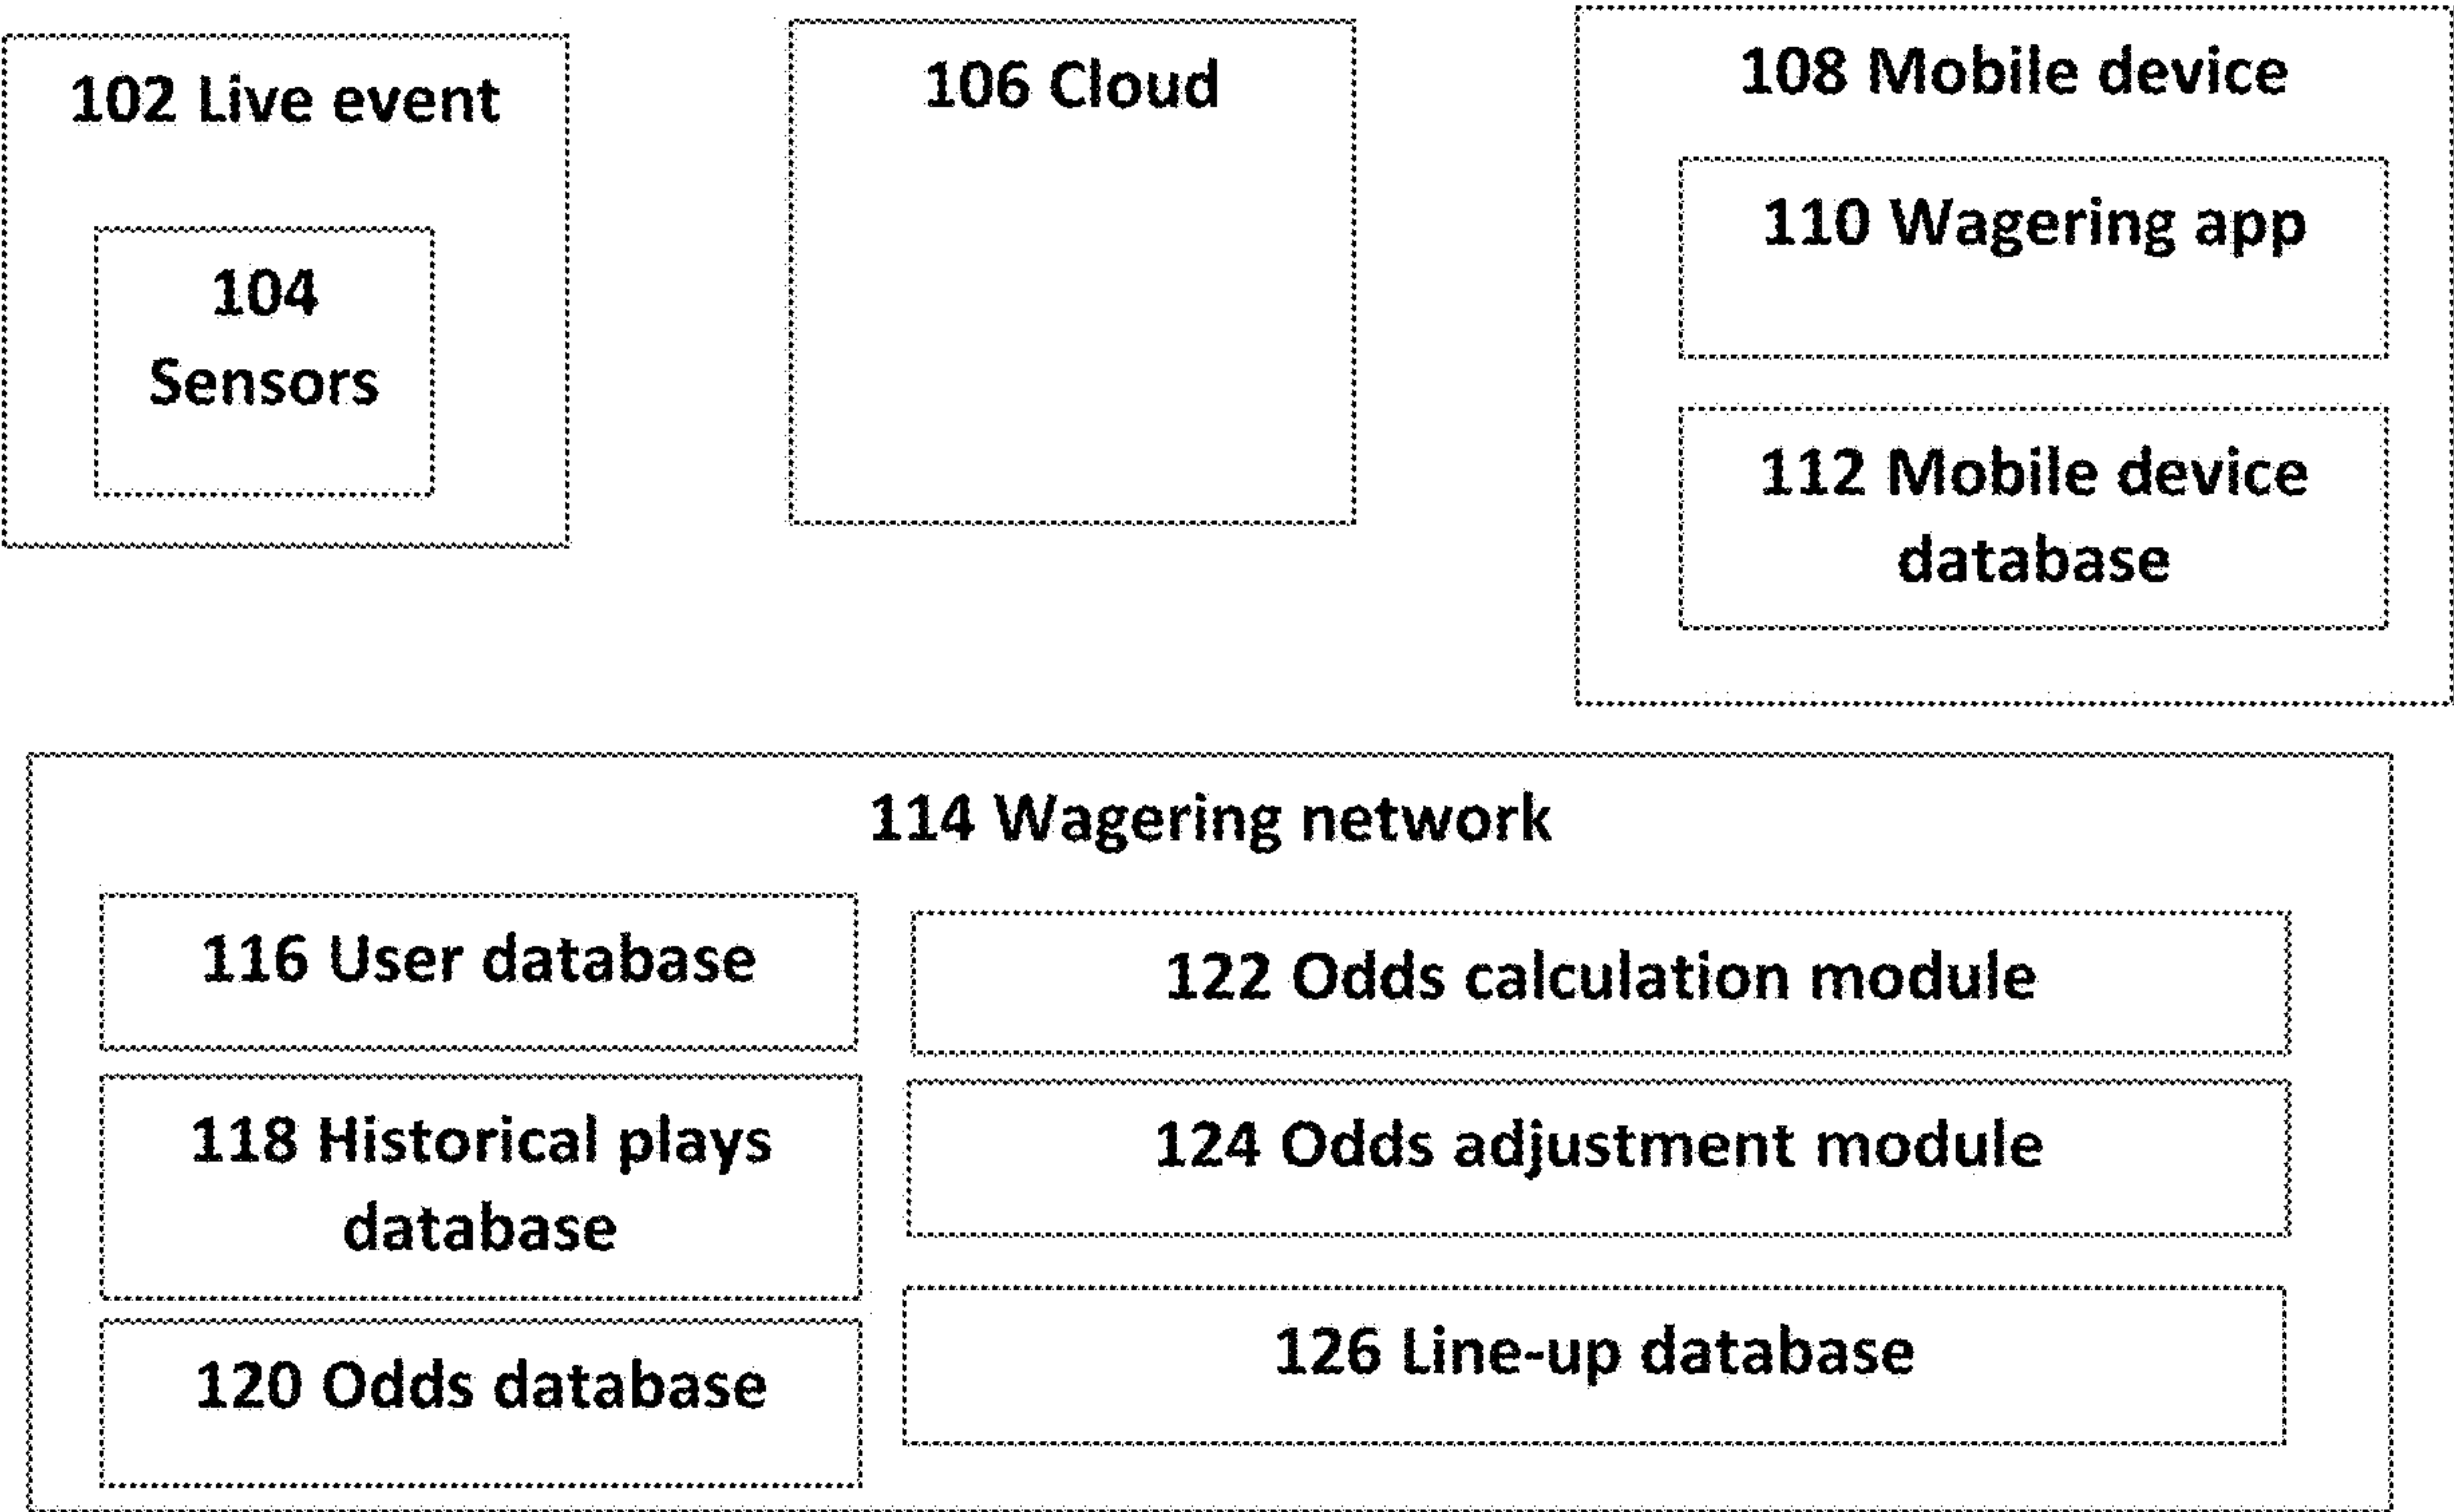 102 Live event
104
Sensors
106 Cloud
108 Mobile device
110 Wagering app
112 Mobile device
database
114 Wagering network
116 User database
118 Historical plays
database
120 Odds database
122 Odds calculation module
124 Odds adjustment module
126 Line-up database